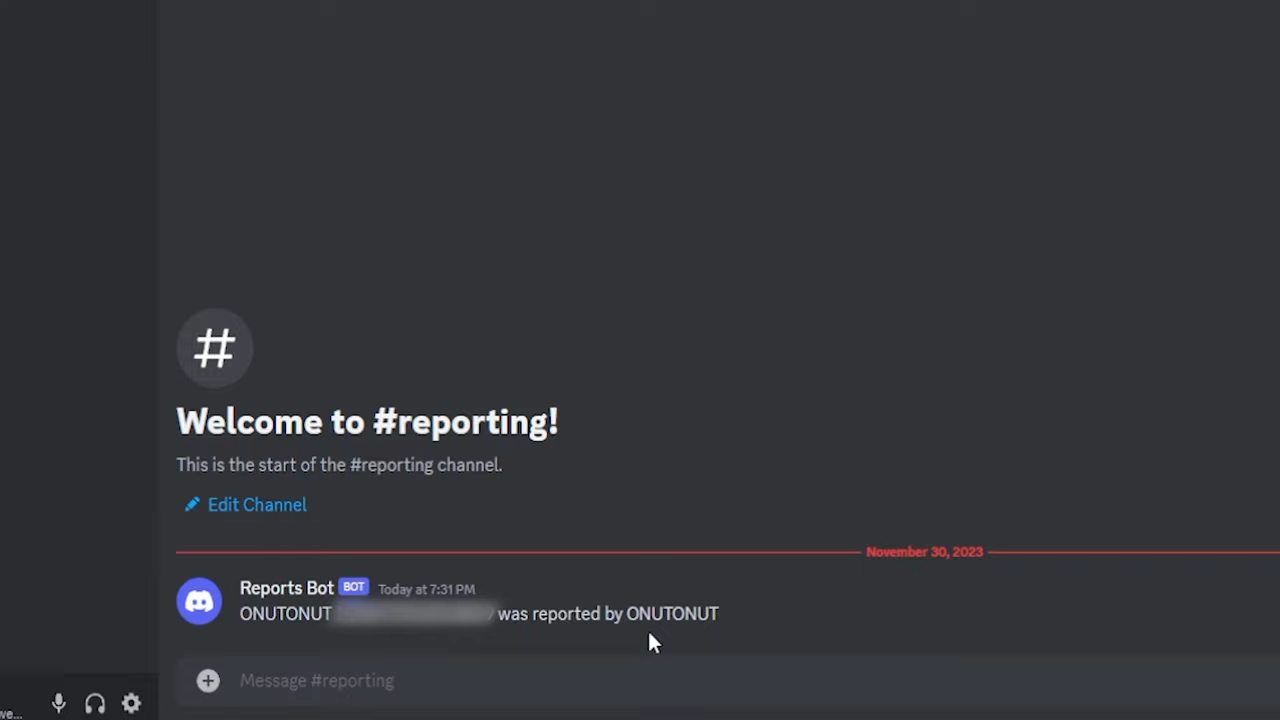 Welcome to #reporting!
This is the start of the #reporting channel.
Edit Channel
November 30, 2023
Reports Bot BOT Today at 7:31 PM
ONUTONUT was reported by ONUTONUT
Message #reporting
we...